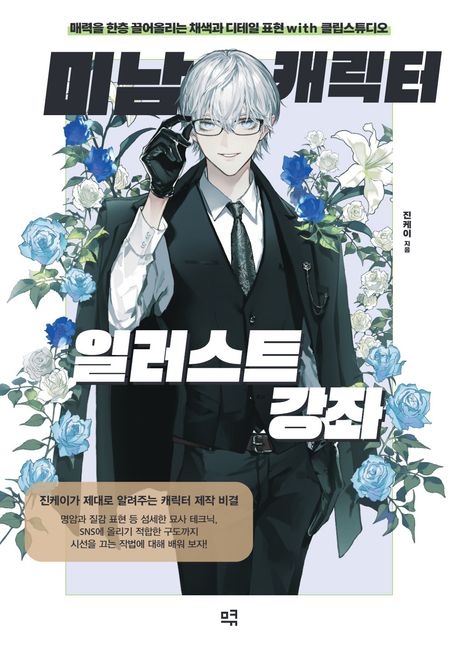 매력을 한층 끌어올리는 채색과 디테일 표현 with 클립스튜디오
미남 캐릭터
진케이 지음
일러스트
강좌
진케이가 제대로 알려주는 캐릭터 제작 비결
명암과 질감 표현 등 섬세한 묘사 테크닉,
SNS에 올리기 적합한 구도까지
시선을 끄는 작법에 대해 배워 보자!